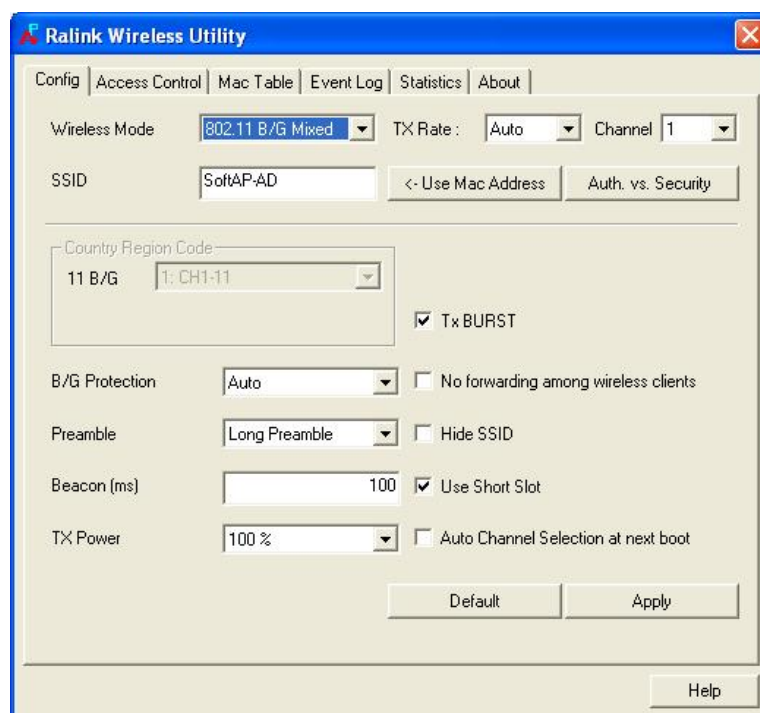 Ralink Wireless Utility
Config Access Control Mac Table Event Log Statistics About
Wireless Mode 802.11 B/G Mixed TX Rate : Auto Channel 1
SSID SoftAP-AD <- Use Mac Address Auth. vs. Security
Country Region Code
11 B/G 1: CH1-11
Tx BURST
B/G Protection Auto No forwarding among wireless clients
Preamble Long Preamble Hide SSID
Beacon (ms) 100 Use Short Slot
TX Power 100 % Auto Channel Selection at next boot
Default Apply
Help